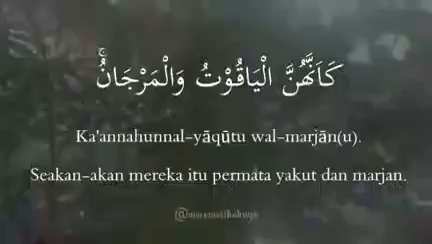 كَاَنَّهُنَّ الْيَاقُوْتُ وَالْمَرْجَانُۚ
Ka'annahunnal-yāqūtu wal-marjān(u).
Seakan-akan mereka itu permata yakut dan marjan.